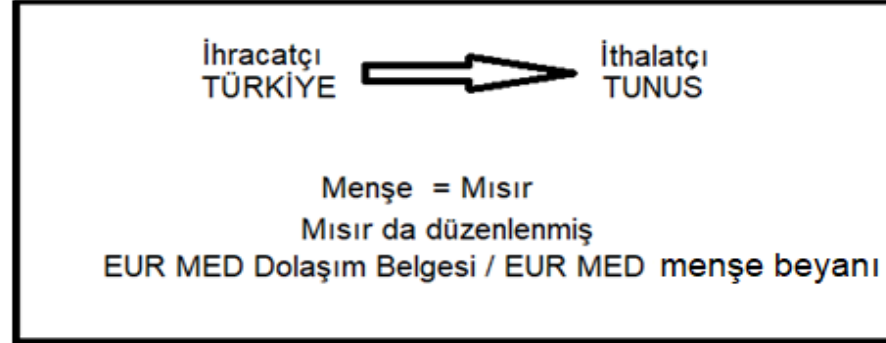 İhracatçı
TÜRKİYE
İthalatçı
TUNUS
Menşe = Mısır
Mısır da düzenlenmiş
EUR MED Dolaşım Belgesi / EUR MED menşe beyanı